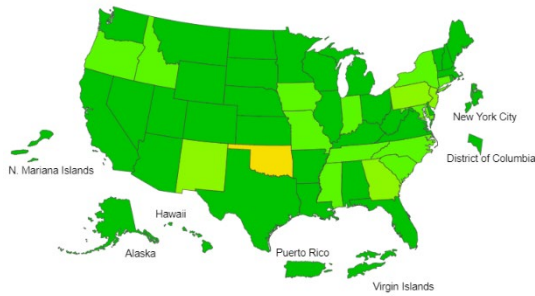 New York City
District of Columbia
N. Mariana Islands
Hawaii
Alaska
Puerto Rico
Virgin Islands